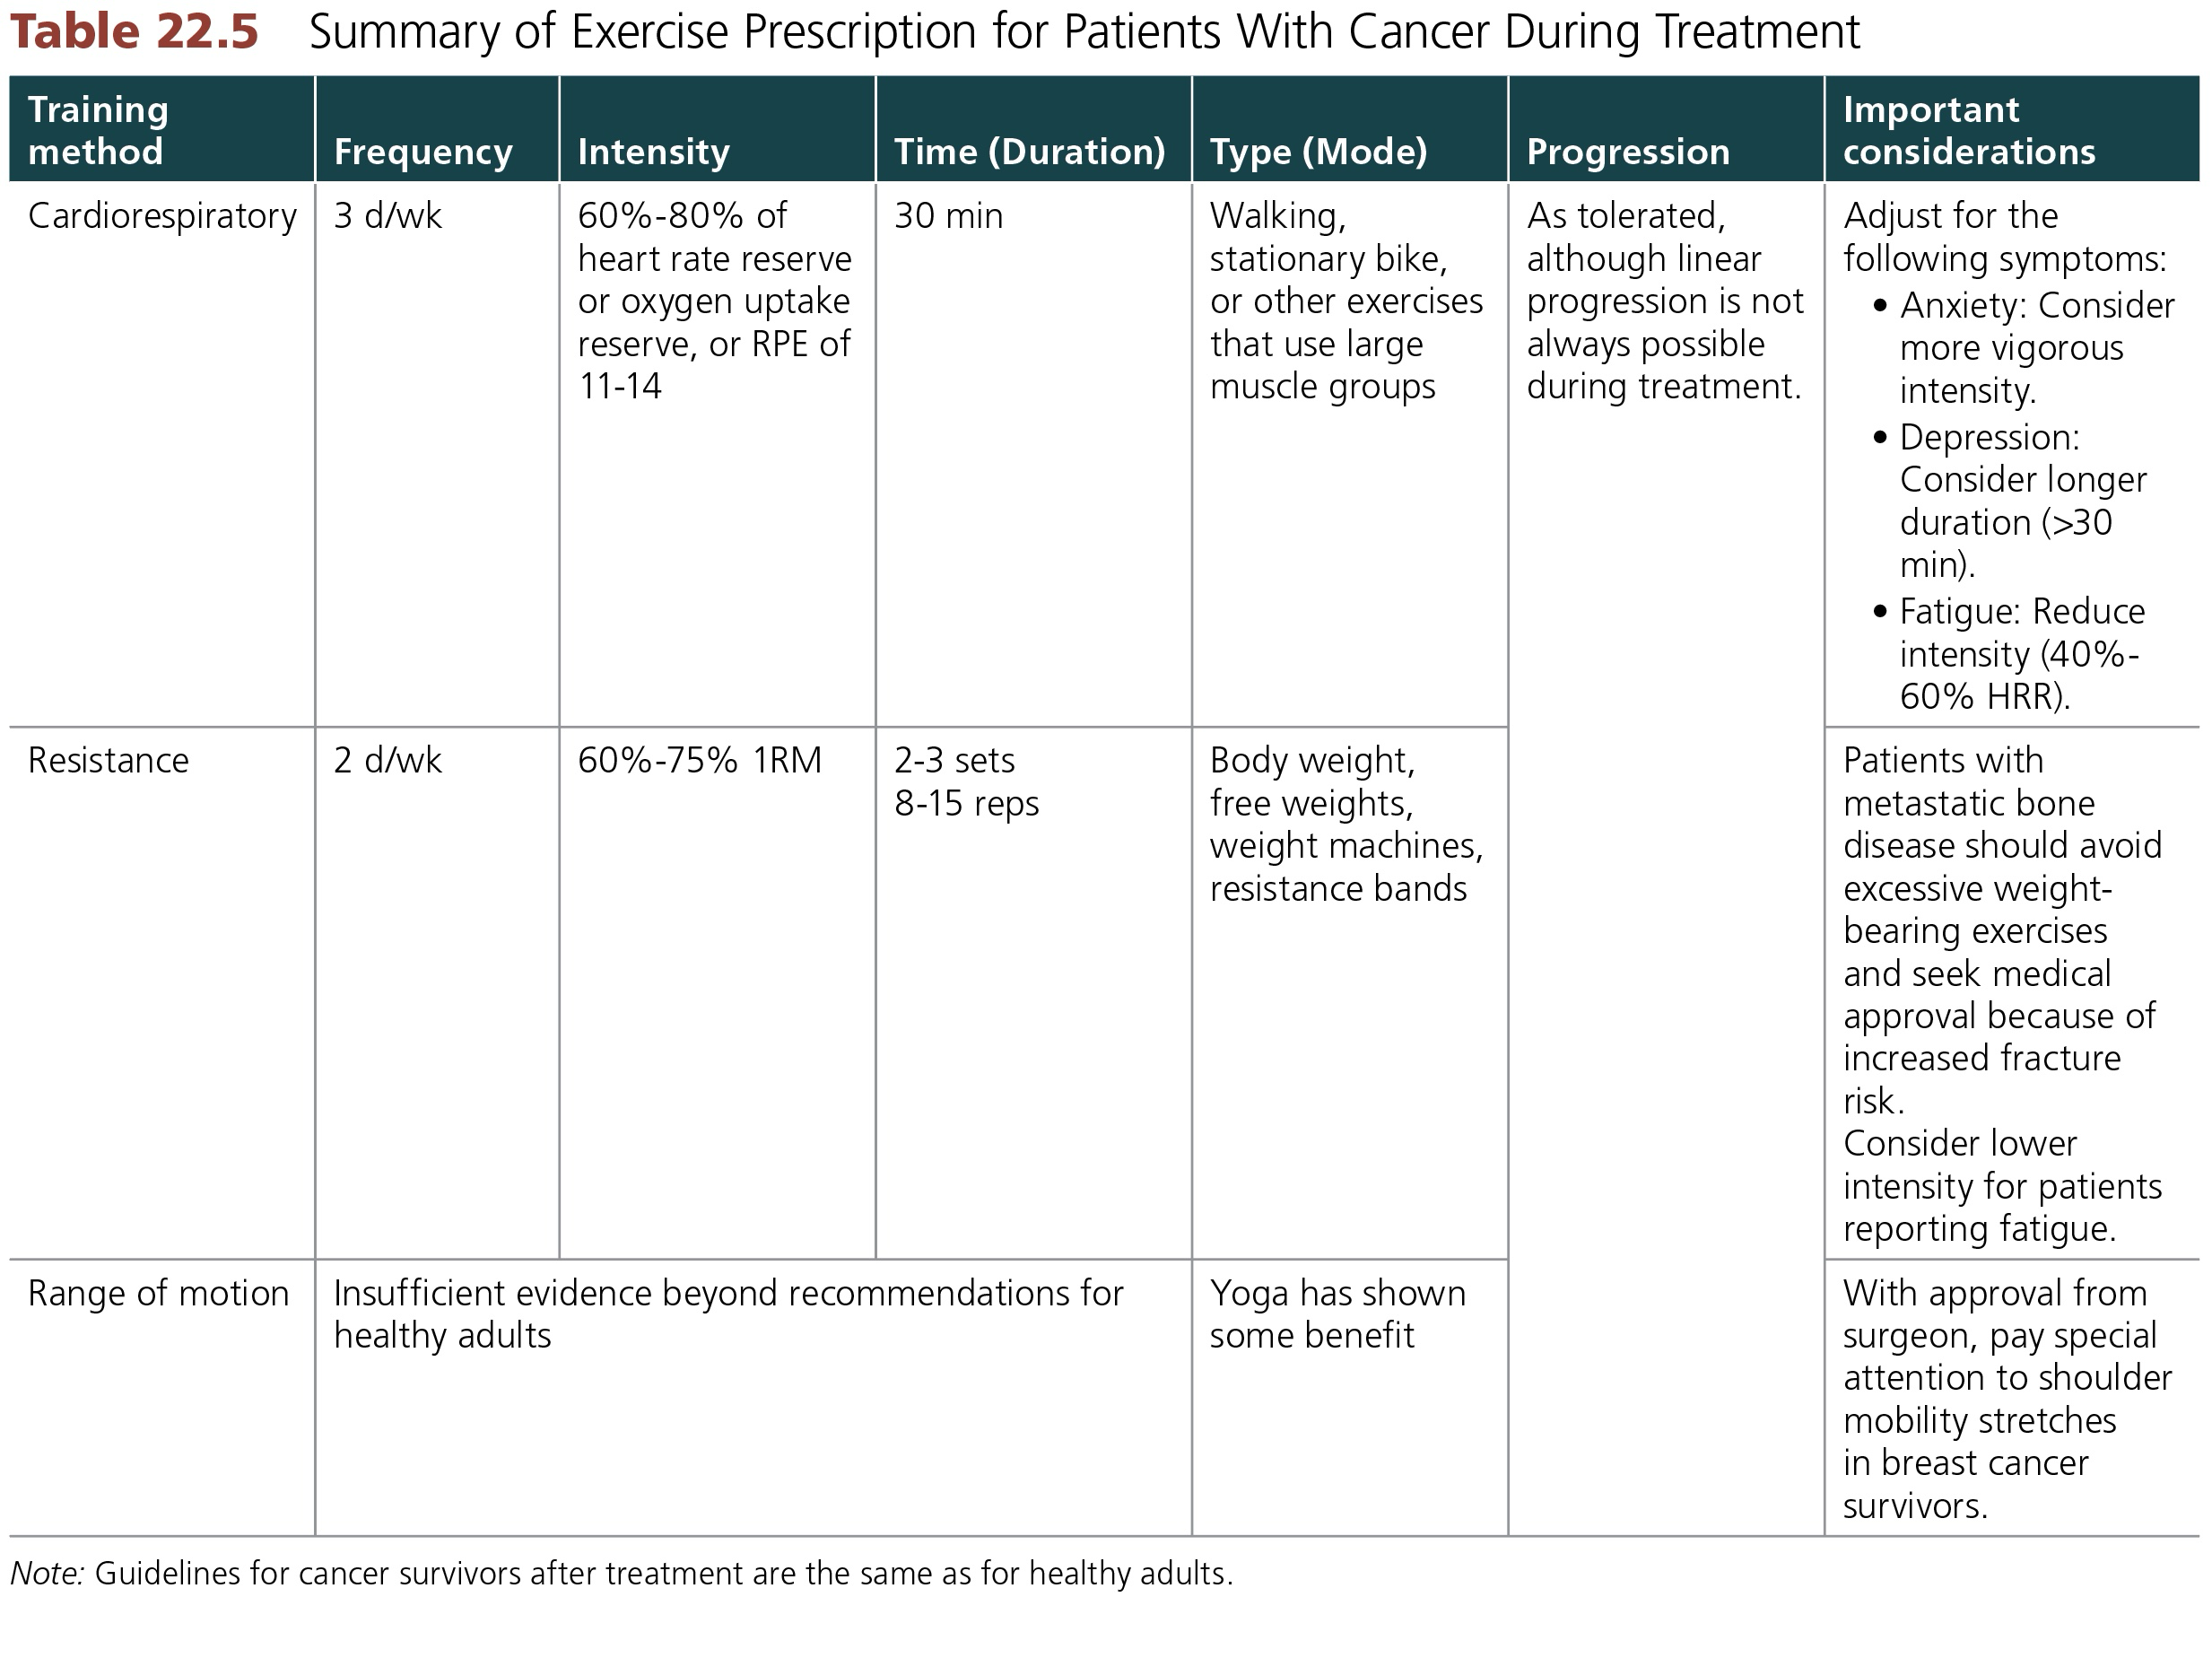 Table 22.5 Summary of Exercise Prescription for Patients With Cancer During Treatment
Training
method
Frequency
Intensity
Time (Duration)
Type (Mode)
Progression
Important
considerations
Cardiorespiratory
3 d/wk
60%-80% of
heart rate reserve
or oxygen uptake
reserve, or RPE of
11-14
30 min
Walking,
stationary bike,
or other exercises
that use large
muscle groups
As tolerated,
although linear
progression is not
always possible
during treatment.
Adjust for the
following symptoms:
• Anxiety: Consider
more vigorous
intensity.
• Depression:
Consider longer
duration (>30
min).
• Fatigue: Reduce
intensity (40%-
60% HRR).
Resistance
2 d/wk
60%-75% 1RM
2-3 sets
8-15 reps
Body weight,
free weights,
weight machines,
resistance bands
Patients with
metastatic bone
disease should avoid
excessive weight-
bearing exercises
and seek medical
approval because of
increased fracture
risk.
Consider lower
intensity for patients
reporting fatigue.
Range of motion
Insufficient evidence beyond recommendations for
healthy adults
Yoga has shown
some benefit
With approval from
surgeon, pay special
attention to shoulder
mobility stretches
in breast cancer
survivors.
Note: Guidelines for cancer survivors after treatment are the same as for healthy adults.